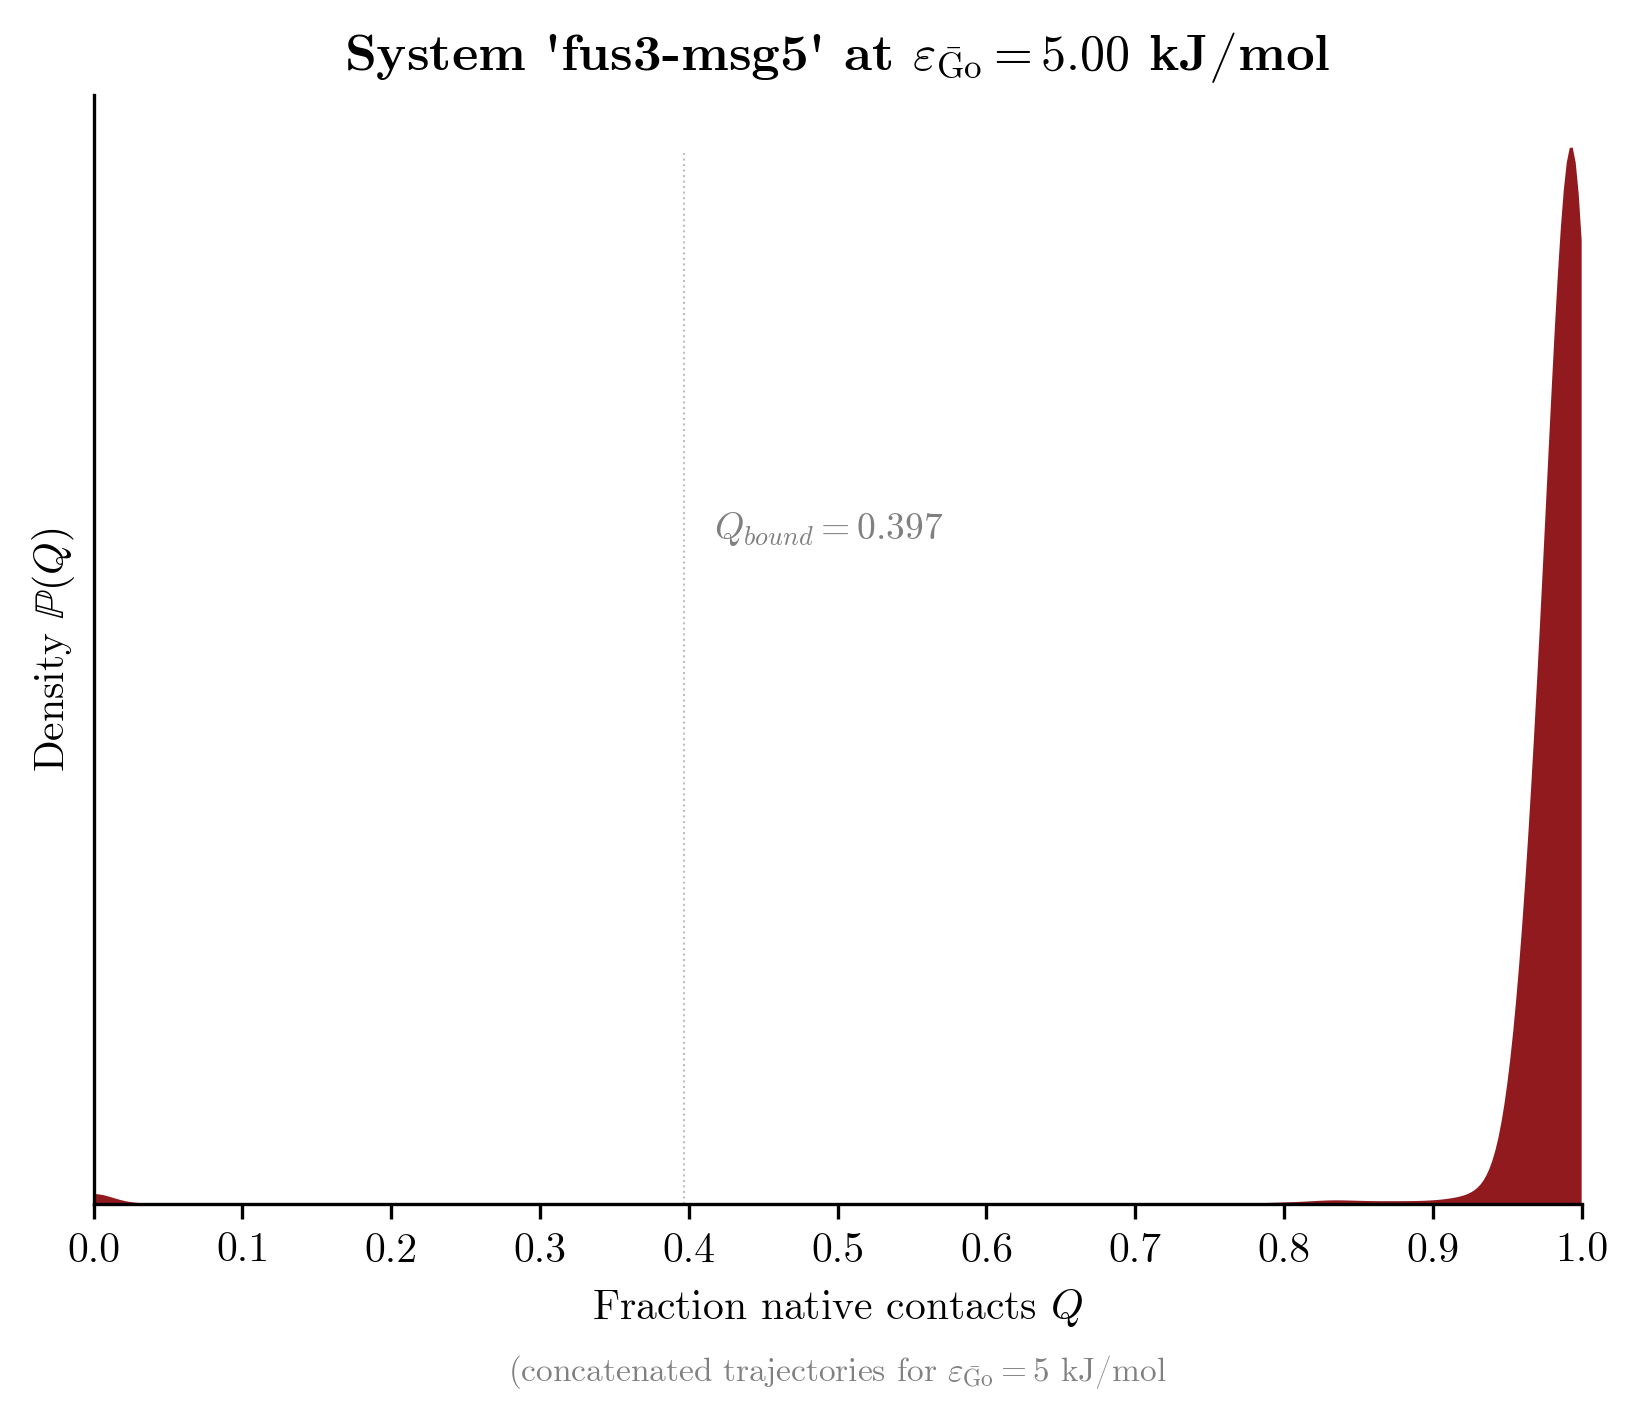 System 'fus3-msg5' at ε_Ḡo = 5.00 kJ/mol
Density ℙ(Q)
Q_bound = 0.397
0.0 0.1 0.2 0.3 0.4 0.5 0.6 0.7 0.8 0.9 1.0
Fraction native contacts Q
(concatenated trajectories for ε_Ḡo = 5 kJ/mol